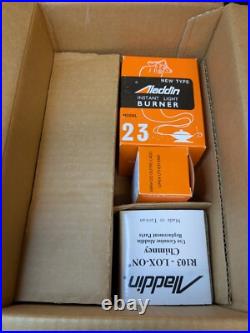 NEW TYPE
Aladdin
INSTANT LIGHT
BURNER
MODEL
23
Aladdin
R103 - LOX-ON®
Chimney
Use Genuine Aladdin
Replacement Parts
Made in Taiwan